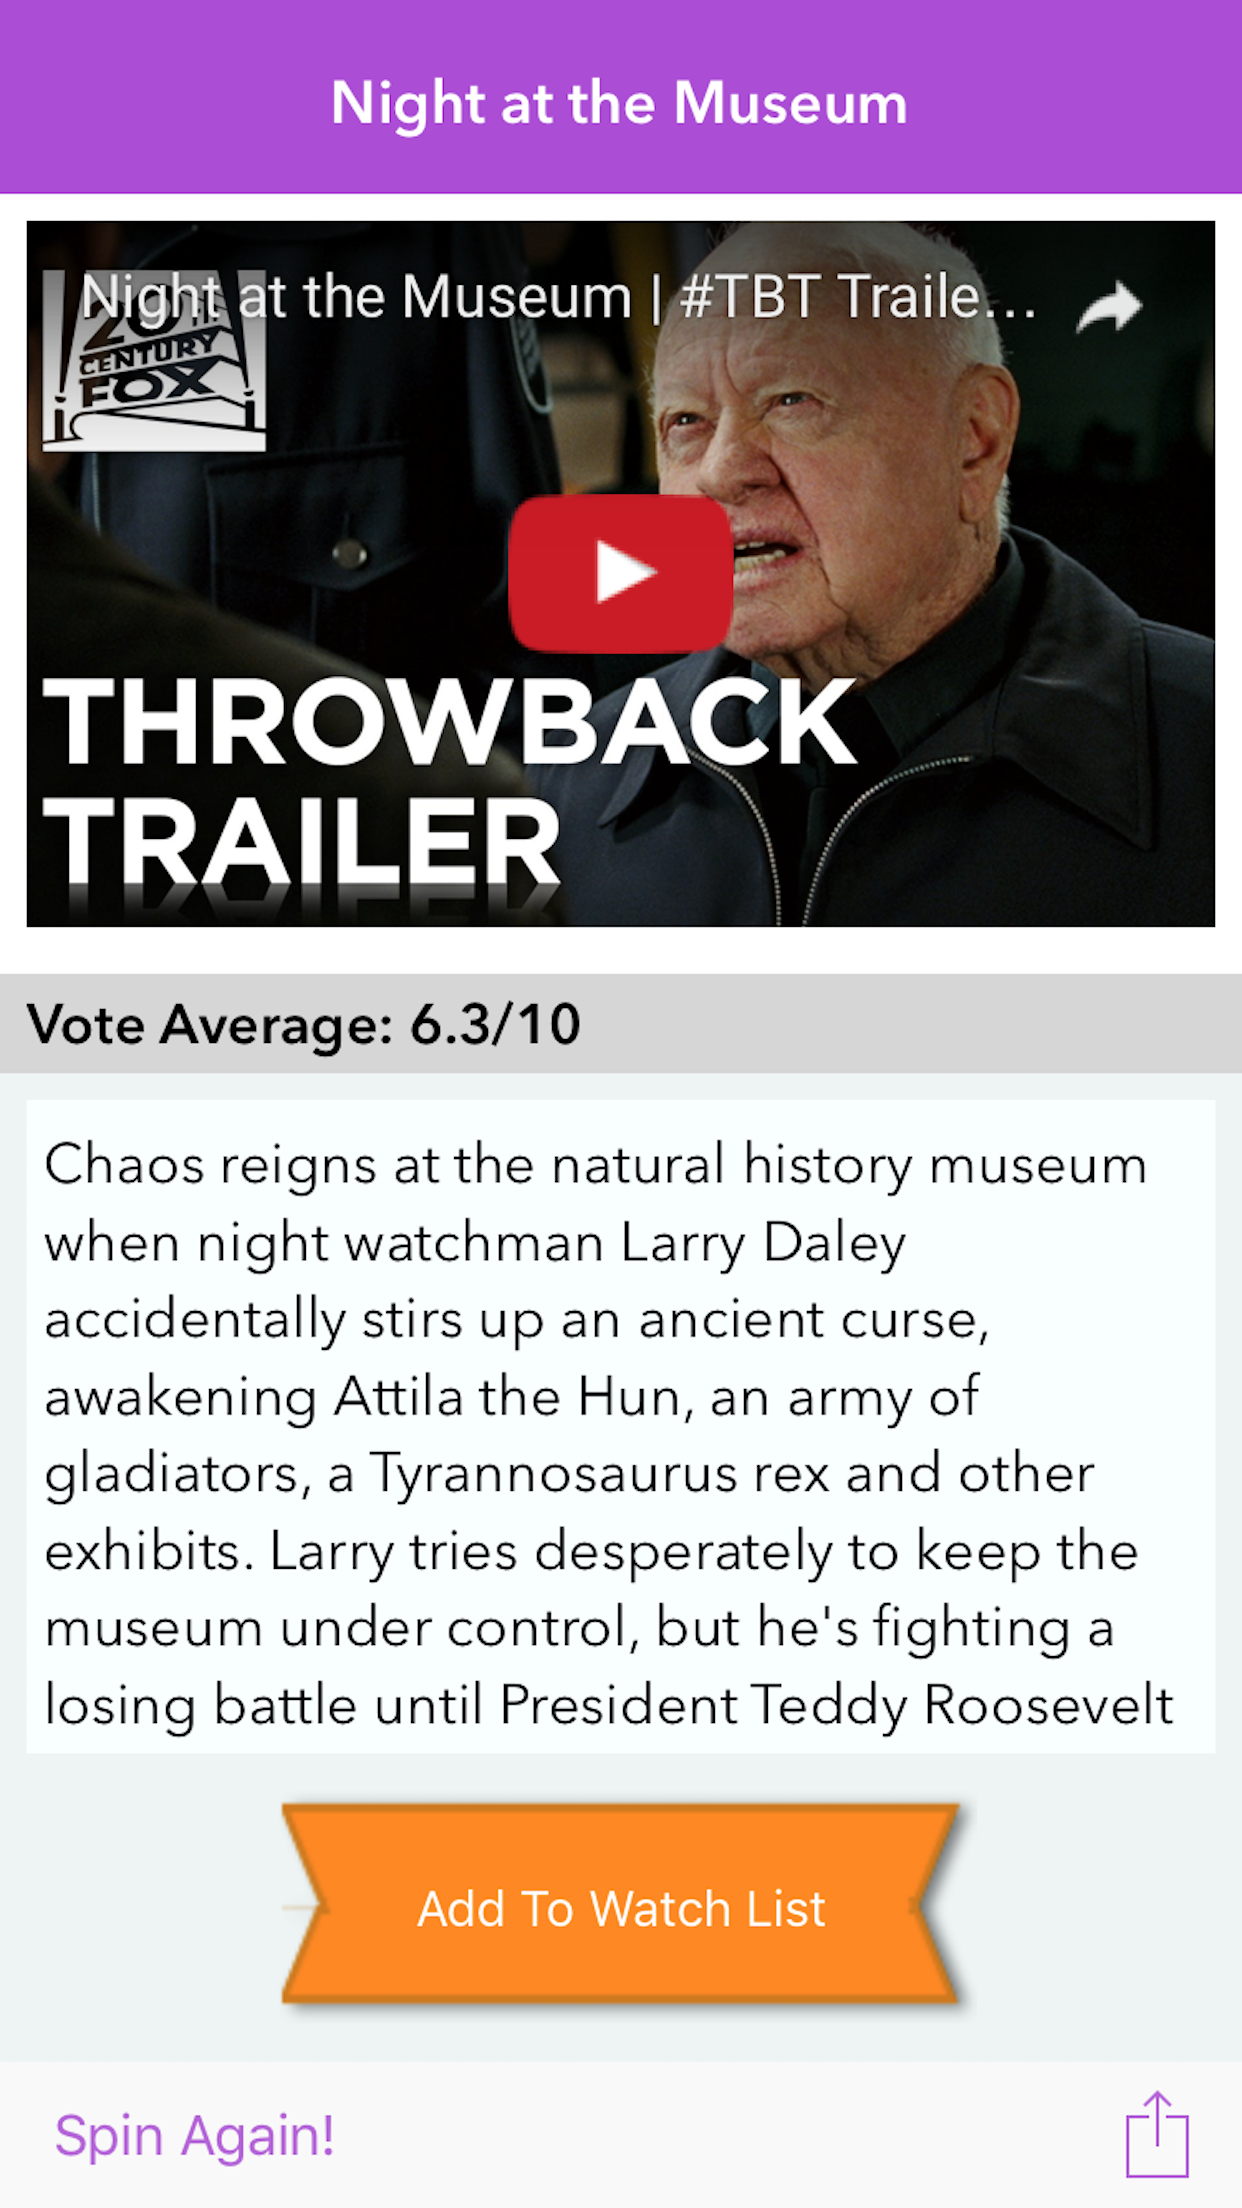 Night at the Museum
Night at the Museum | #TBT Traile...
20TH
CENTURY
FOX
THROWBACK
TRAILER
Vote Average: 6.3/10
Chaos reigns at the natural history museum
when night watchman Larry Daley
accidentally stirs up an ancient curse,
awakening Attila the Hun, an army of
gladiators, a Tyrannosaurus rex and other
exhibits. Larry tries desperately to keep the
museum under control, but he's fighting a
losing battle until President Teddy Roosevelt
Add To Watch List
Spin Again!